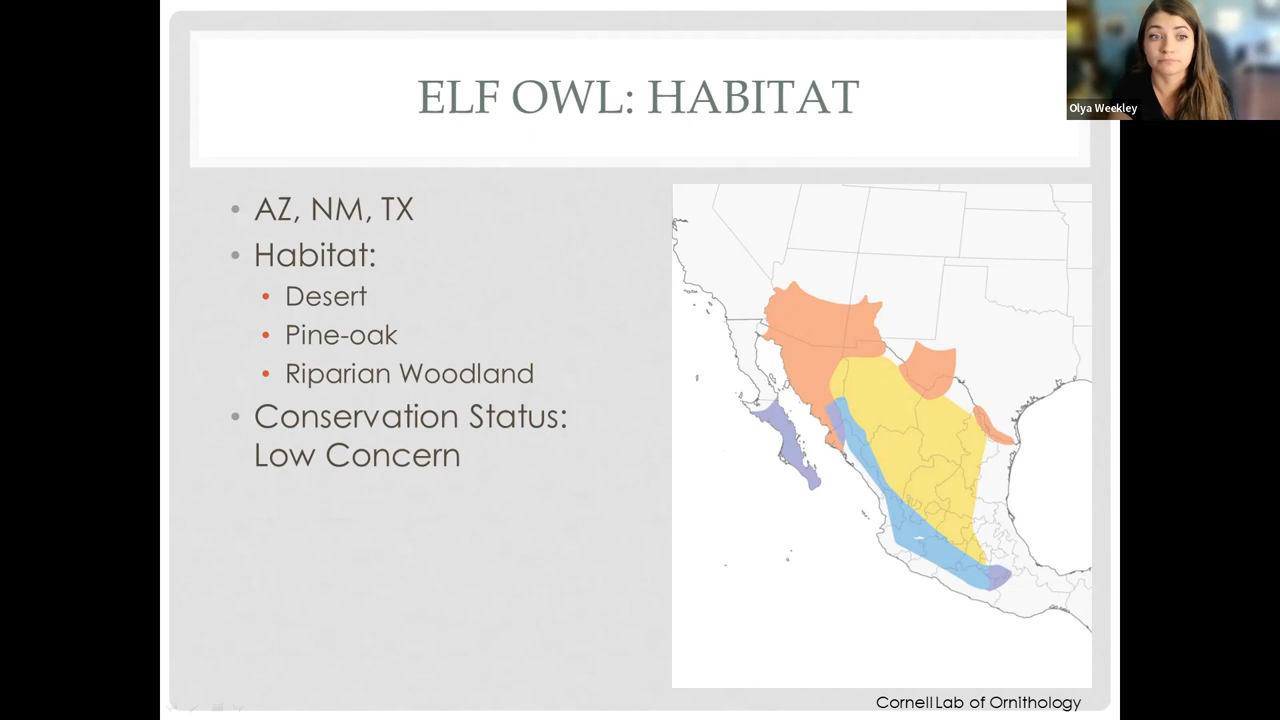 ELF OWL: HABITAT
Olya Weekley
• AZ, NM, TX
• Habitat:
• Desert
• Pine-oak
• Riparian Woodland
• Conservation Status:
Low Concern
Cornell Lab of Ornithology